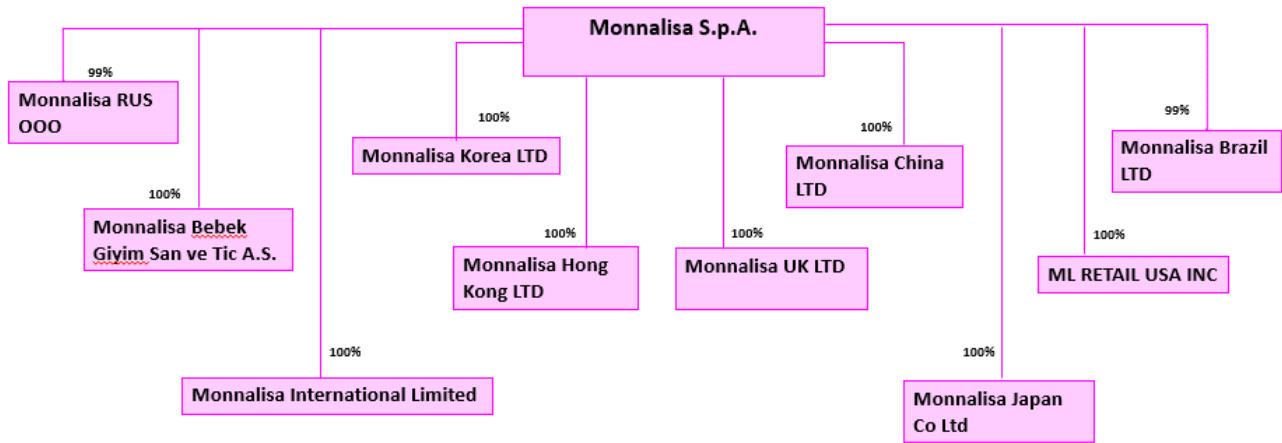 Monnalisa S.p.A.
99%
Monnalisa RUS
OOO
100%
Monnalisa Korea LTD
100%
Monnalisa China
LTD
99%
Monnalisa Brazil
LTD
100%
Monnalisa Bebek
Giyim San ve Tic A.S.
100%
Monnalisa Hong
Kong LTD
100%
Monnalisa UK LTD
100%
ML RETAIL USA INC
100%
Monnalisa International Limited
100%
Monnalisa Japan
Co Ltd